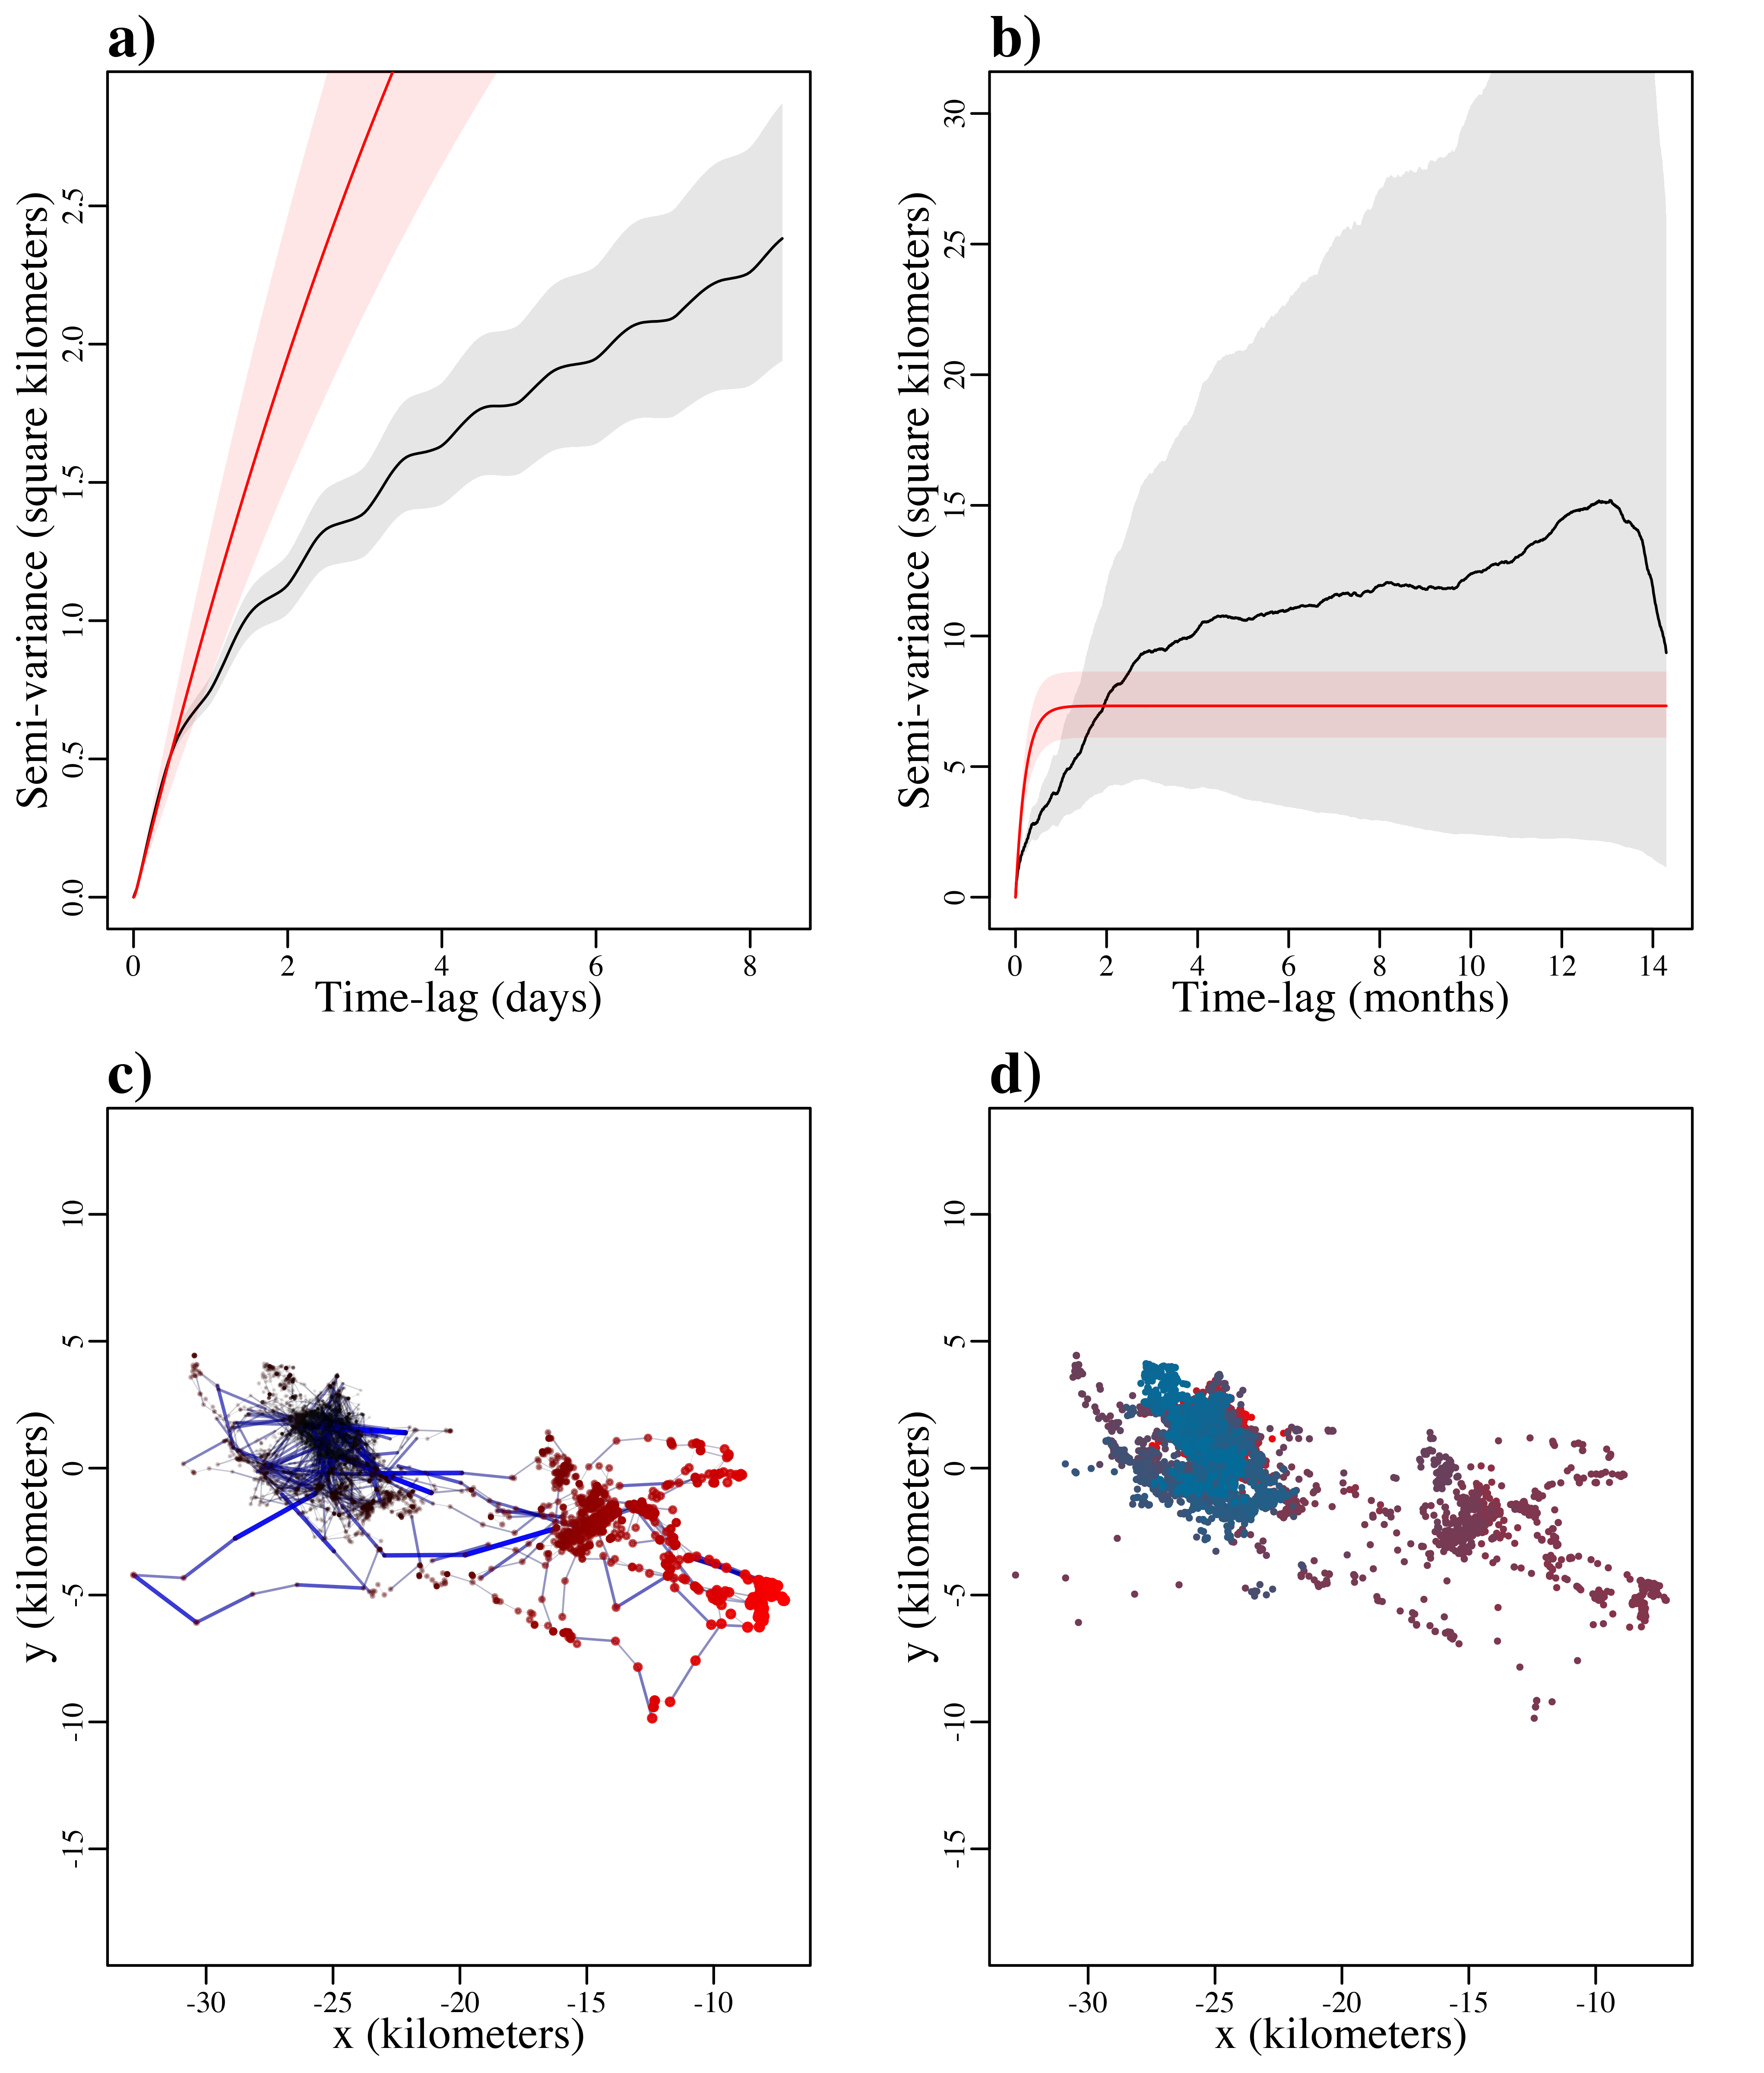 a)
Semi-variance (square kilometers)
0.0 0.5 1.0 1.5 2.0 2.5
0 2 4 6 8
Time-lag (days)
b)
Semi-variance (square kilometers)
0 5 10 15 20 25 30
0 2 4 6 8 10 12 14
Time-lag (months)
c)
y (kilometers)
-15 -10 -5 0 5 10
-30 -25 -20 -15 -10
x (kilometers)
d)
y (kilometers)
-15 -10 -5 0 5 10
-30 -25 -20 -15 -10
x (kilometers)